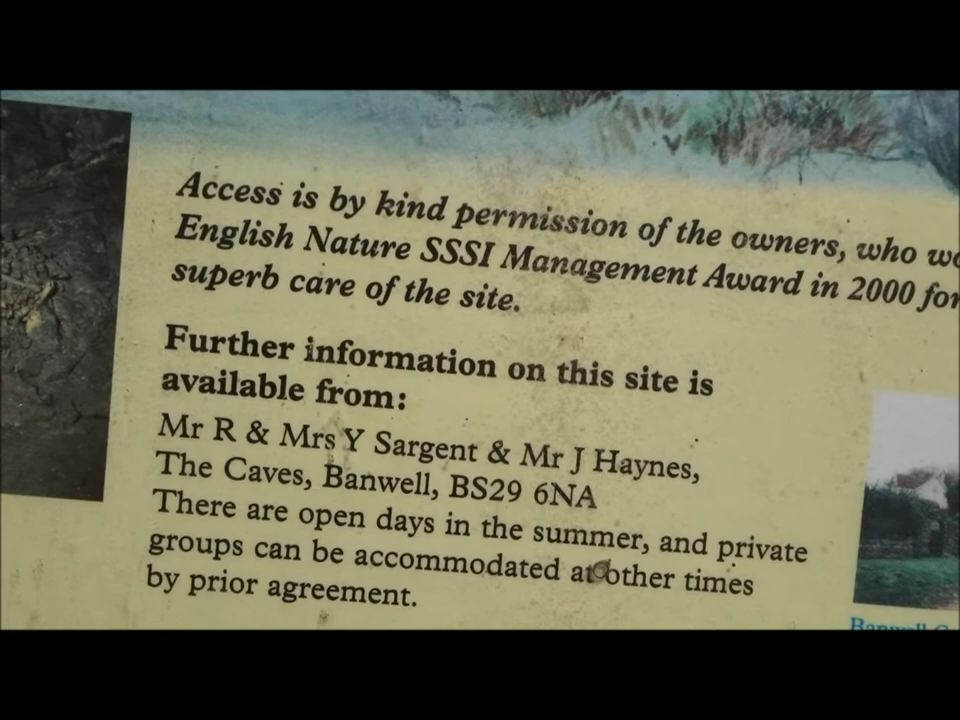 Access is by kind permission of the owners, who wo
English Nature SSSI Management Award in 2000 for
superb care of the site.
Further information on this site is
available from:
Mr R & Mrs Y Sargent & Mr J Haynes,
The Caves, Banwell, BS29 6NA
There are open days in the summer, and private
groups can be accommodated at other times
by prior agreement.
Banwell C